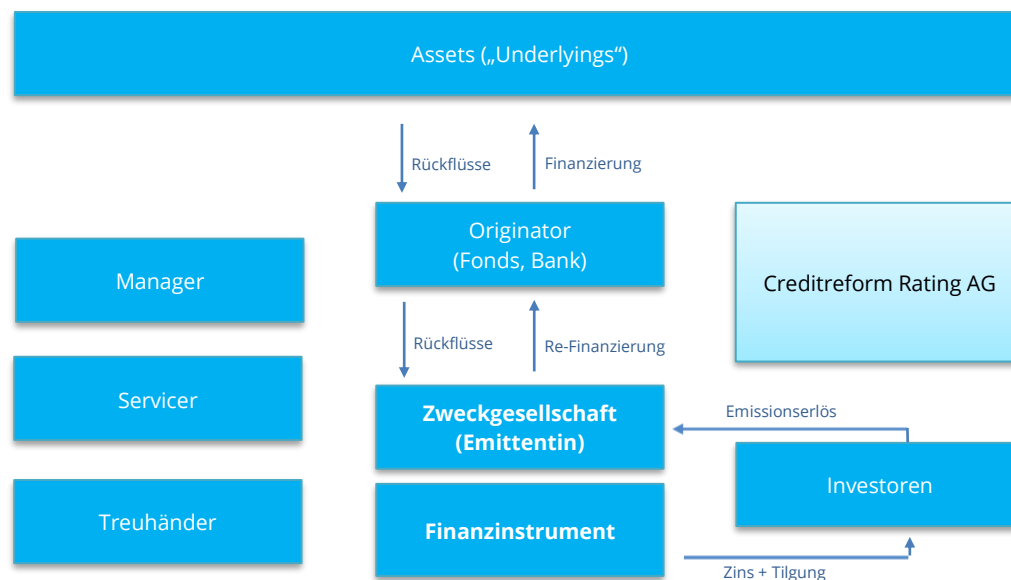 Assets („Underlyings“)
Rückflüsse
Finanzierung
Originator
(Fonds, Bank)
Manager
Creditreform Rating AG
Rückflüsse
Re-Finanzierung
Servicer
Zweckgesellschaft
(Emittentin)
Emissionserlös
Investoren
Treuhänder
Finanzinstrument
Zins + Tilgung